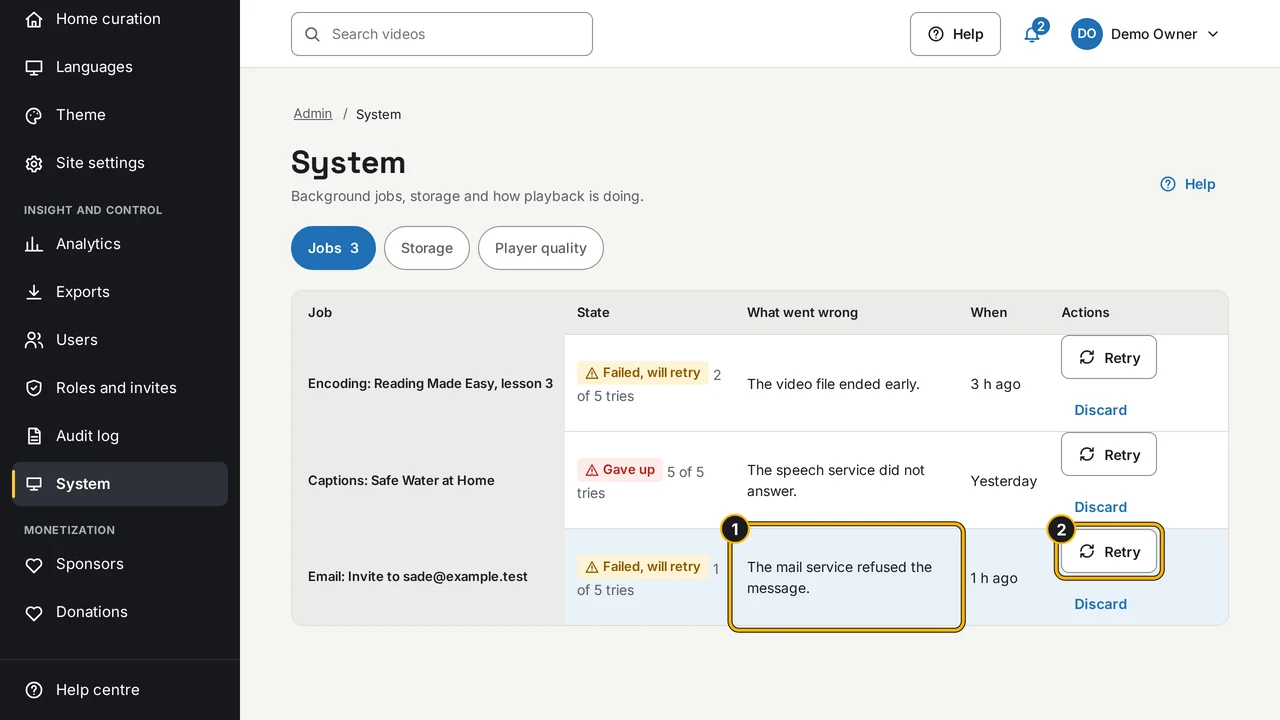 Home curation
Languages
Theme
Site settings
INSIGHT AND CONTROL
Analytics
Exports
Users
Roles and invites
Audit log
System
MONETIZATION
Sponsors
Donations
Help centre
Search videos
Help
2
DO
Demo Owner
Admin / System
System
Background jobs, storage and how playback is doing.
Help
Jobs 3
Storage
Player quality
Job
State
What went wrong
When
Actions
Encoding: Reading Made Easy, lesson 3
Failed, will retry 2
of 5 tries
The video file ended early.
3 h ago
Retry
Discard
Captions: Safe Water at Home
Gave up 5 of 5
tries
The speech service did not
answer.
Yesterday
Retry
Discard
Email: Invite to sade@example.test
Failed, will retry 1
of 5 tries
1
The mail service refused the
message.
1 h ago
2
Retry
Discard